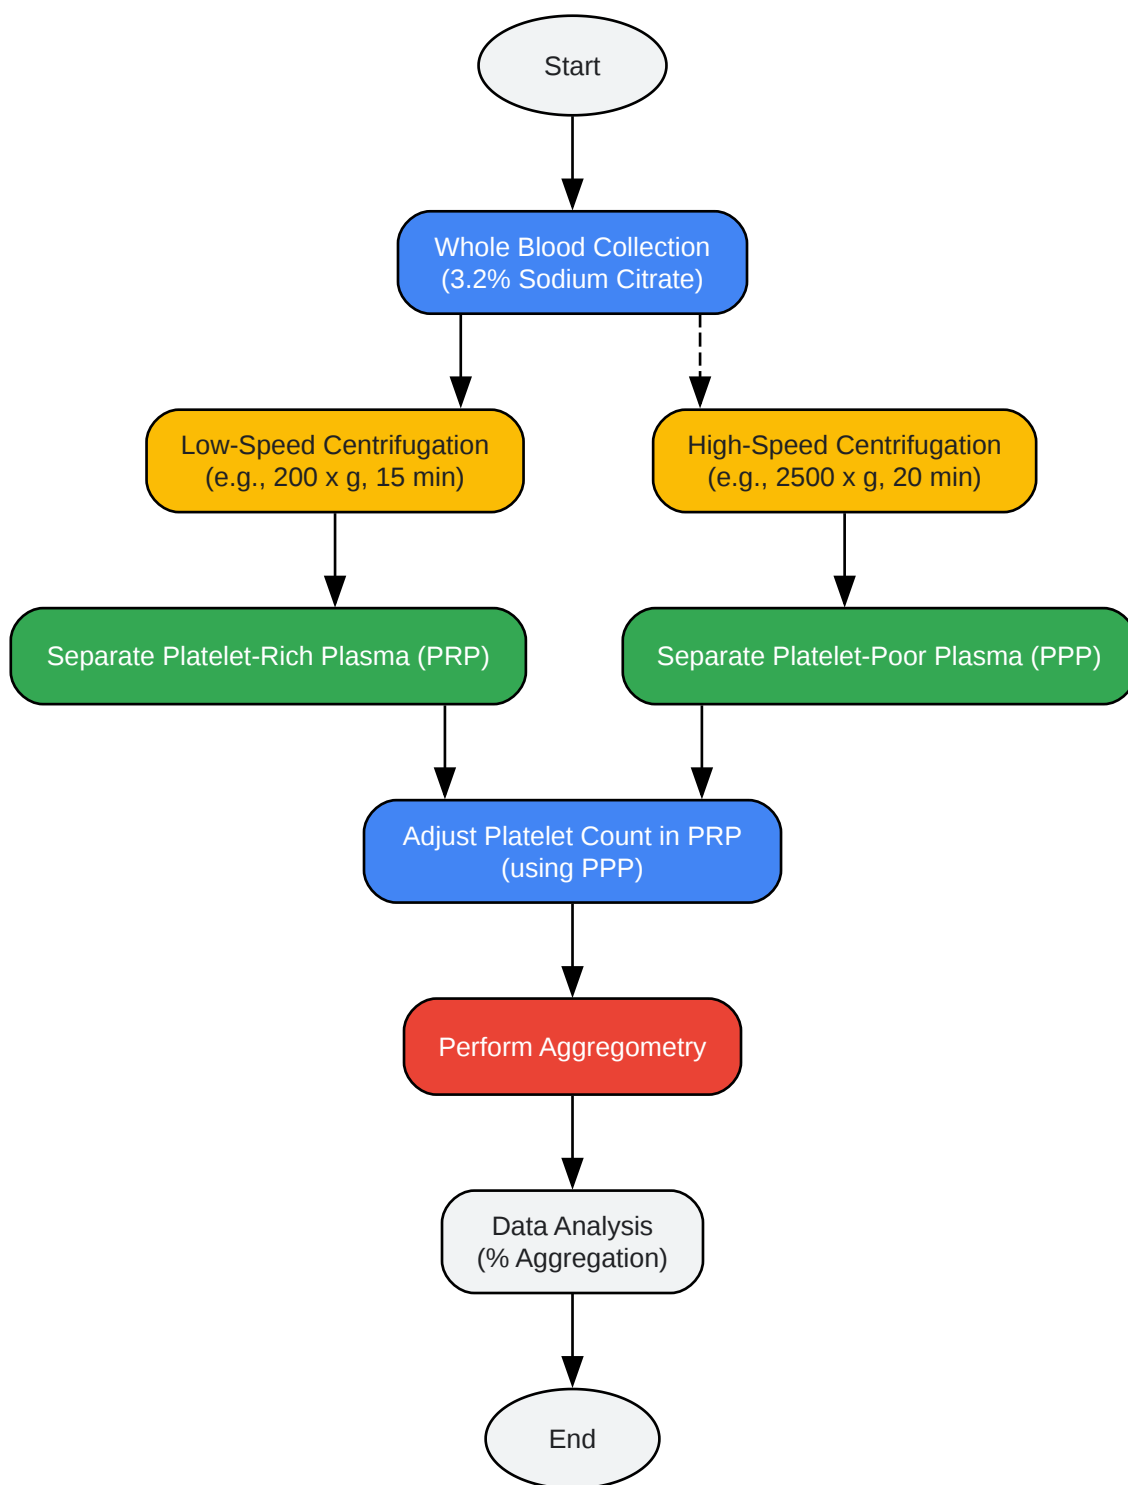 Start
Whole Blood Collection
(3.2% Sodium Citrate)
Low-Speed Centrifugation
(e.g., 200 x g, 15 min)
High-Speed Centrifugation
(e.g., 2500 x g, 20 min)
Separate Platelet-Rich Plasma (PRP)
Separate Platelet-Poor Plasma (PPP)
Adjust Platelet Count in PRP
(using PPP)
Perform Aggregometry
Data Analysis
(% Aggregation)
End